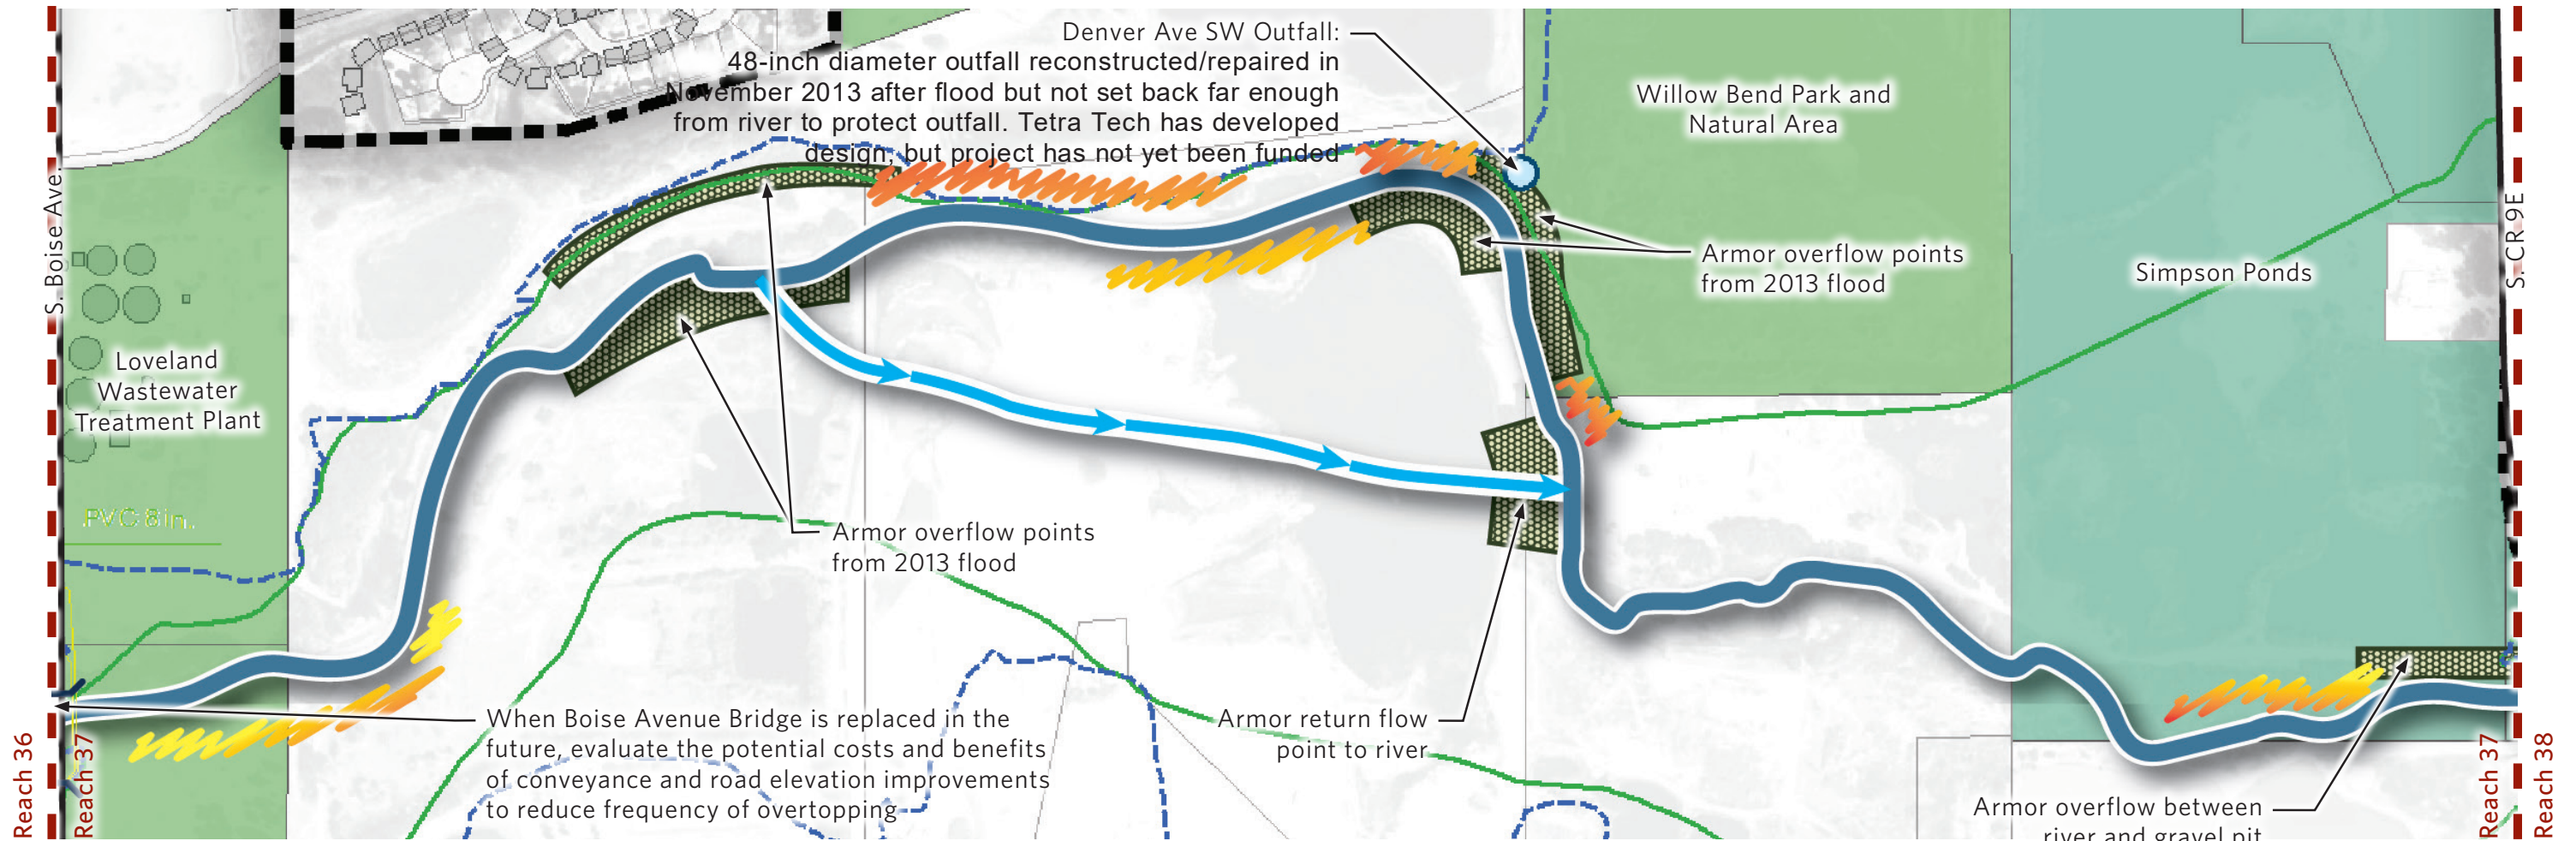 Denver Ave SW Outfall:
48-inch diameter outfall reconstructed/repaired in
November 2013 after flood but not set back far enough
from river to protect outfall. Tetra Tech has developed
design, but project has not yet been funded
Willow Bend Park and
Natural Area
S. Boise Ave.
S. CR 9E
Armor overflow points
from 2013 flood
Simpson Ponds
Loveland
Wastewater
Treatment Plant
PVC 8in.
Armor overflow points
from 2013 flood
When Boise Avenue Bridge is replaced in the
future, evaluate the potential costs and benefits
of conveyance and road elevation improvements
to reduce frequency of overtopping
Armor return flow
point to river
Reach 36
Reach 37
Reach 37
Reach 38
Armor overflow between
river and gravel pit